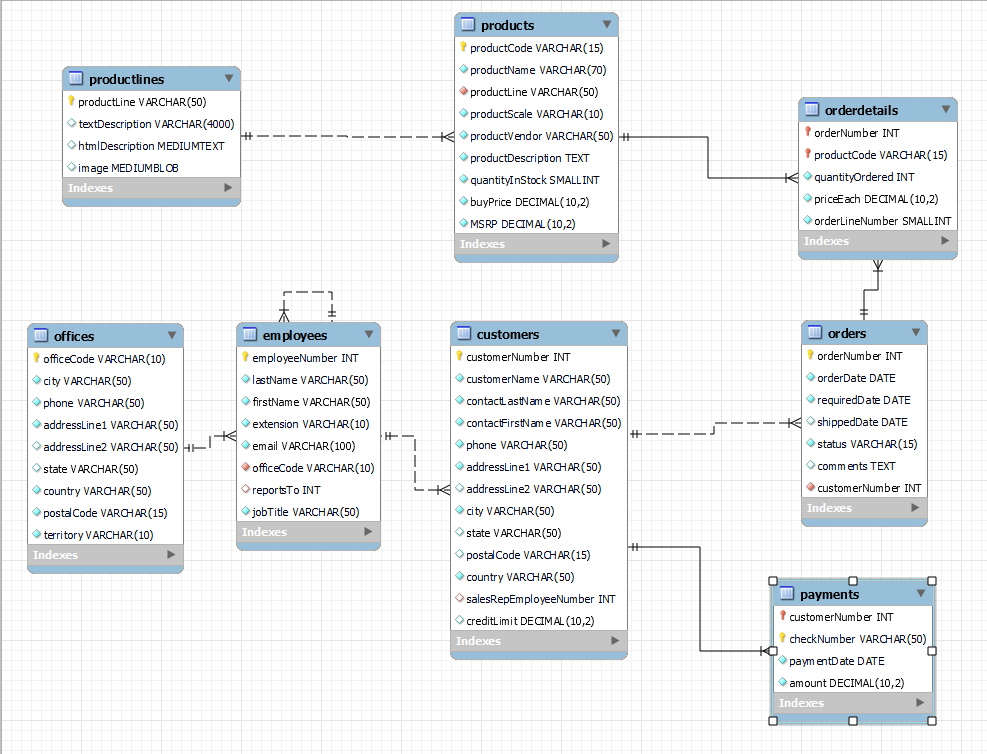 productlines
productLine VARCHAR(50)
textDescription VARCHAR(4000)
htmlDescription MEDIUMTEXT
image MEDIUMBLOB
Indexes
products
productCode VARCHAR(15)
productName VARCHAR(70)
productLine VARCHAR(50)
productScale VARCHAR(10)
productVendor VARCHAR(50)
productDescription TEXT
quantityInStock SMALLINT
buyPrice DECIMAL(10,2)
MSRP DECIMAL(10,2)
Indexes
orderdetails
orderNumber INT
productCode VARCHAR(15)
quantityOrdered INT
priceEach DECIMAL(10,2)
orderLineNumber SMALLINT
Indexes
offices
officeCode VARCHAR(10)
city VARCHAR(50)
phone VARCHAR(50)
addressLine1 VARCHAR(50)
addressLine2 VARCHAR(50)
state VARCHAR(50)
country VARCHAR(50)
postalCode VARCHAR(15)
territory VARCHAR(10)
Indexes
employees
employeeNumber INT
lastName VARCHAR(50)
firstName VARCHAR(50)
extension VARCHAR(10)
email VARCHAR(100)
officeCode VARCHAR(10)
reportsTo INT
jobTitle VARCHAR(50)
Indexes
customers
customerNumber INT
customerName VARCHAR(50)
contactLastName VARCHAR(50)
contactFirstName VARCHAR(50)
phone VARCHAR(50)
addressLine1 VARCHAR(50)
addressLine2 VARCHAR(50)
city VARCHAR(50)
state VARCHAR(50)
postalCode VARCHAR(15)
country VARCHAR(50)
salesRepEmployeeNumber INT
creditLimit DECIMAL(10,2)
Indexes
orders
orderNumber INT
orderDate DATE
requiredDate DATE
shippedDate DATE
status VARCHAR(15)
comments TEXT
customerNumber INT
Indexes
payments
customerNumber INT
checkNumber VARCHAR(50)
paymentDate DATE
amount DECIMAL(10,2)
Indexes